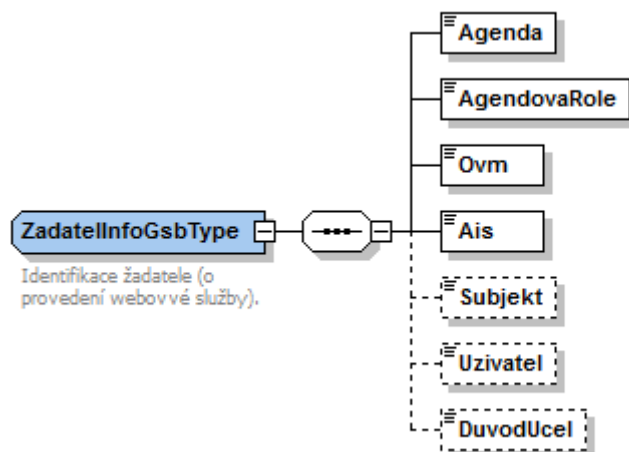 Agenda
AgendovaRole
Ovm
ZadatelInfoGsbType
Ais
Identifikace žadatele (o
provedení webovvé služby).
Subjekt
Uzivatel
DuvodUcel